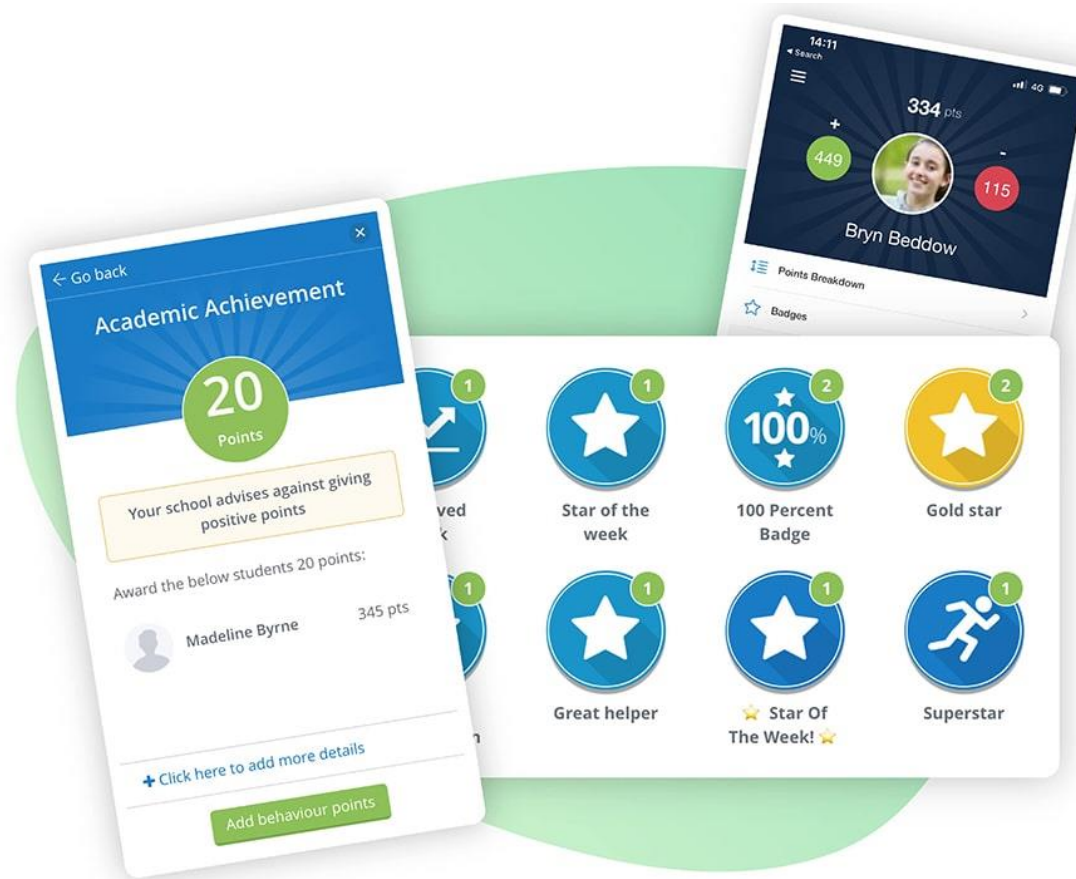 ← Go back
Academic Achievement
20
Points
Your school advises against giving
positive points
Award the below students 20 points:
Madeline Byrne
345 pts
+ Click here to add more details
Add behaviour points
14:11
◀ Search
4G
334 pts
+
-
449
115
Bryn Beddow
Points Breakdown
Badges
1
1
2
2
100%
Star of the
week
100 Percent
Badge
Gold star
1
1
1
1
Great helper
⭐ Star Of
The Week! ⭐
Superstar